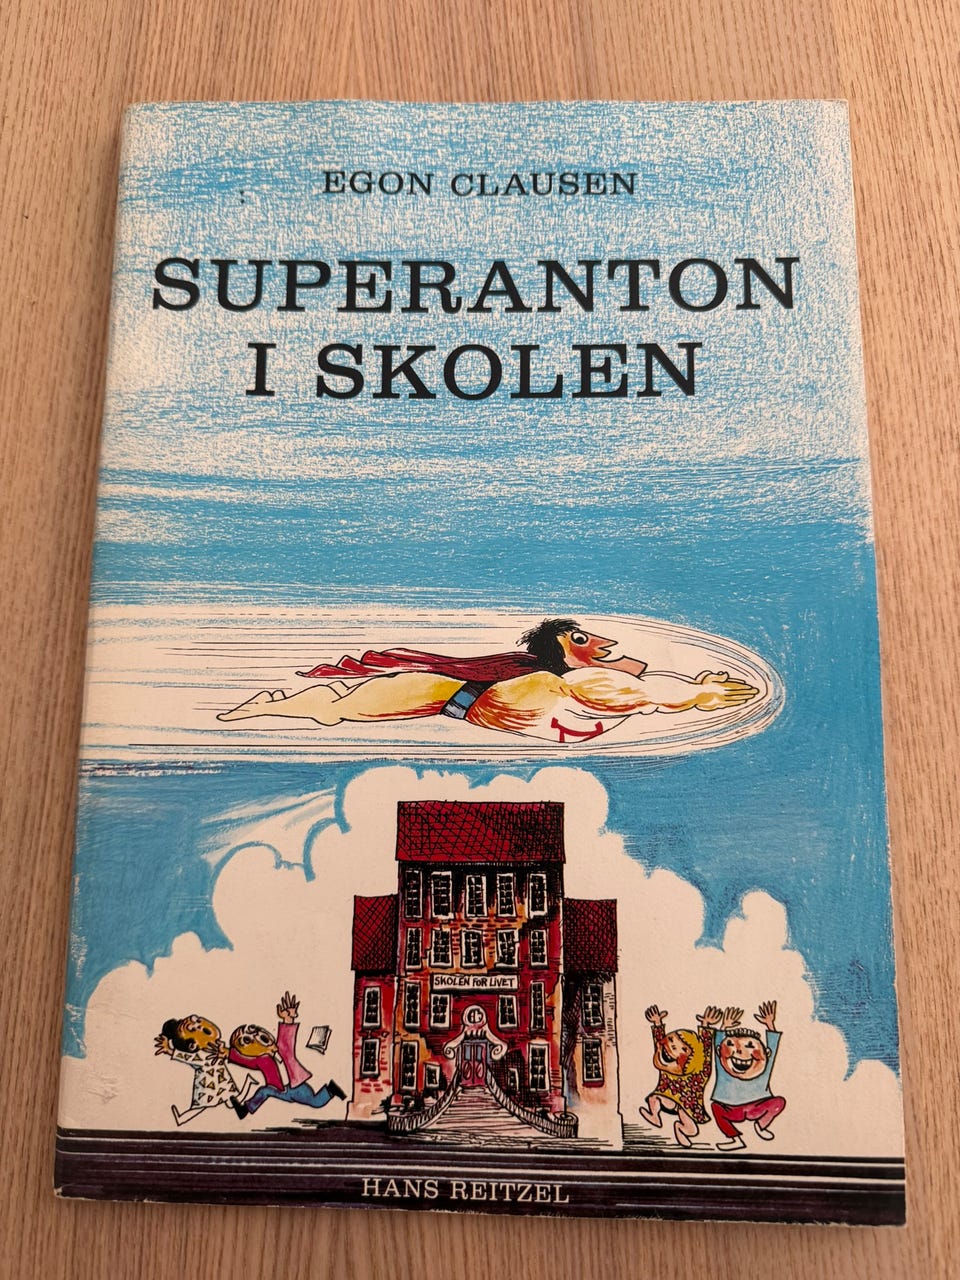 EGON CLAUSEN
SUPERANTON
I SKOLEN
SKOLEN FOR LIVET
HANS REITZEL